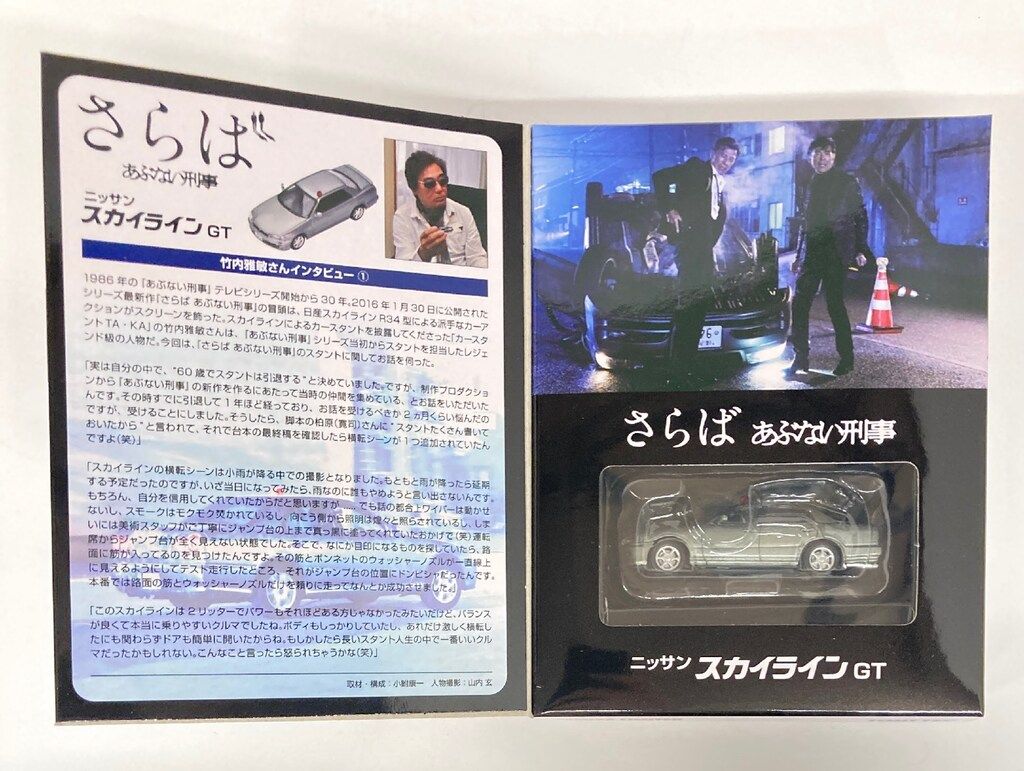 さらば
あぶない刑事
ニッサン
スカイライン GT
竹内雅敏さんインタビュー①
1986年の「あぶない刑事」テレビシリーズ開始から30年、2016年1月30日に公開された
シリーズ最新作「さらば あぶない刑事」の冒頭は、日産スカイライン R34型による派手なカーア
クションがスクリーンを飾った。スカイラインによるカースタントを披露してくださった「カースタ
ントTA・KA」の竹内雅敏さんは、「あぶない刑事」シリーズ当初からスタントを担当したレジェ
ンド級の人物だ。今回は、「さらば あぶない刑事」のスタントに関してお話を伺った。
「実は自分の中で、"60歳でスタントは引退する"と決めていました。ですが、制作プロダクショ
ンから「あぶない刑事」の新作を作るにあたって当時の仲間を集めている、とお話をいただいた
んです。その時すでに引退して1年ほど経っており、お話を受けるべきか2ヵ月くらい悩んだの
ですが、受けることにしました。そうしたら、脚本の柏原(寛司)さんに"スタントたくさん書いて
おいたから"と言われて、それで台本の最終稿を確認したら横転シーンが1つ追加されていたん
ですよ(笑)」
「スカイラインの横転シーンは小雨が降る中での撮影となりました。もともと雨が降ったら延期
する予定だったのですが、いざ当日になってみたら、雨なのに誰もやめようと言い出さないんです。
もちろん、自分を信用してくれていたからだと思いますが……。でも話の都合上ワイパーは動かせ
ないし、スモークはモクモク焚かれているし、向こう側から照明は煌々と照らされているし、しま
いには美術スタッフがご丁寧にジャンプ台の上まで真っ黒に塗ってくれていたおかげで(笑)運転
席からジャンプ台が全く見えない状態でした。そこで、なにか目印になるものを探していたら、路
面に筋が入ってるのを見つけたんですよ。その筋とボンネットのウォッシャーノズルが一直線上
に見えるようにしてテスト走行したところ、それがジャンプ台の位置にドンピシャだったんです。
本番では路面の筋とウォッシャーノズルだけを頼りに走ってなんとか成功させました。」
「このスカイラインは2リッターでパワーもそれほどある方じゃなかったみたいだけど、バランス
が良くて本当に乗りやすいクルマでしたね。ボディもしっかりしていたし、あれだけ激しく横転し
たにも関わらずドアも簡単に開いたからね。もしかしたら長いスタント人生の中で一番いいクル
マだったかもしれない。こんなこと言ったら怒られちゃうかな(笑)」
取材・構成：小鮒康一 人物撮影：山内 玄
さらば あぶない刑事
ニッサン スカイライン GT